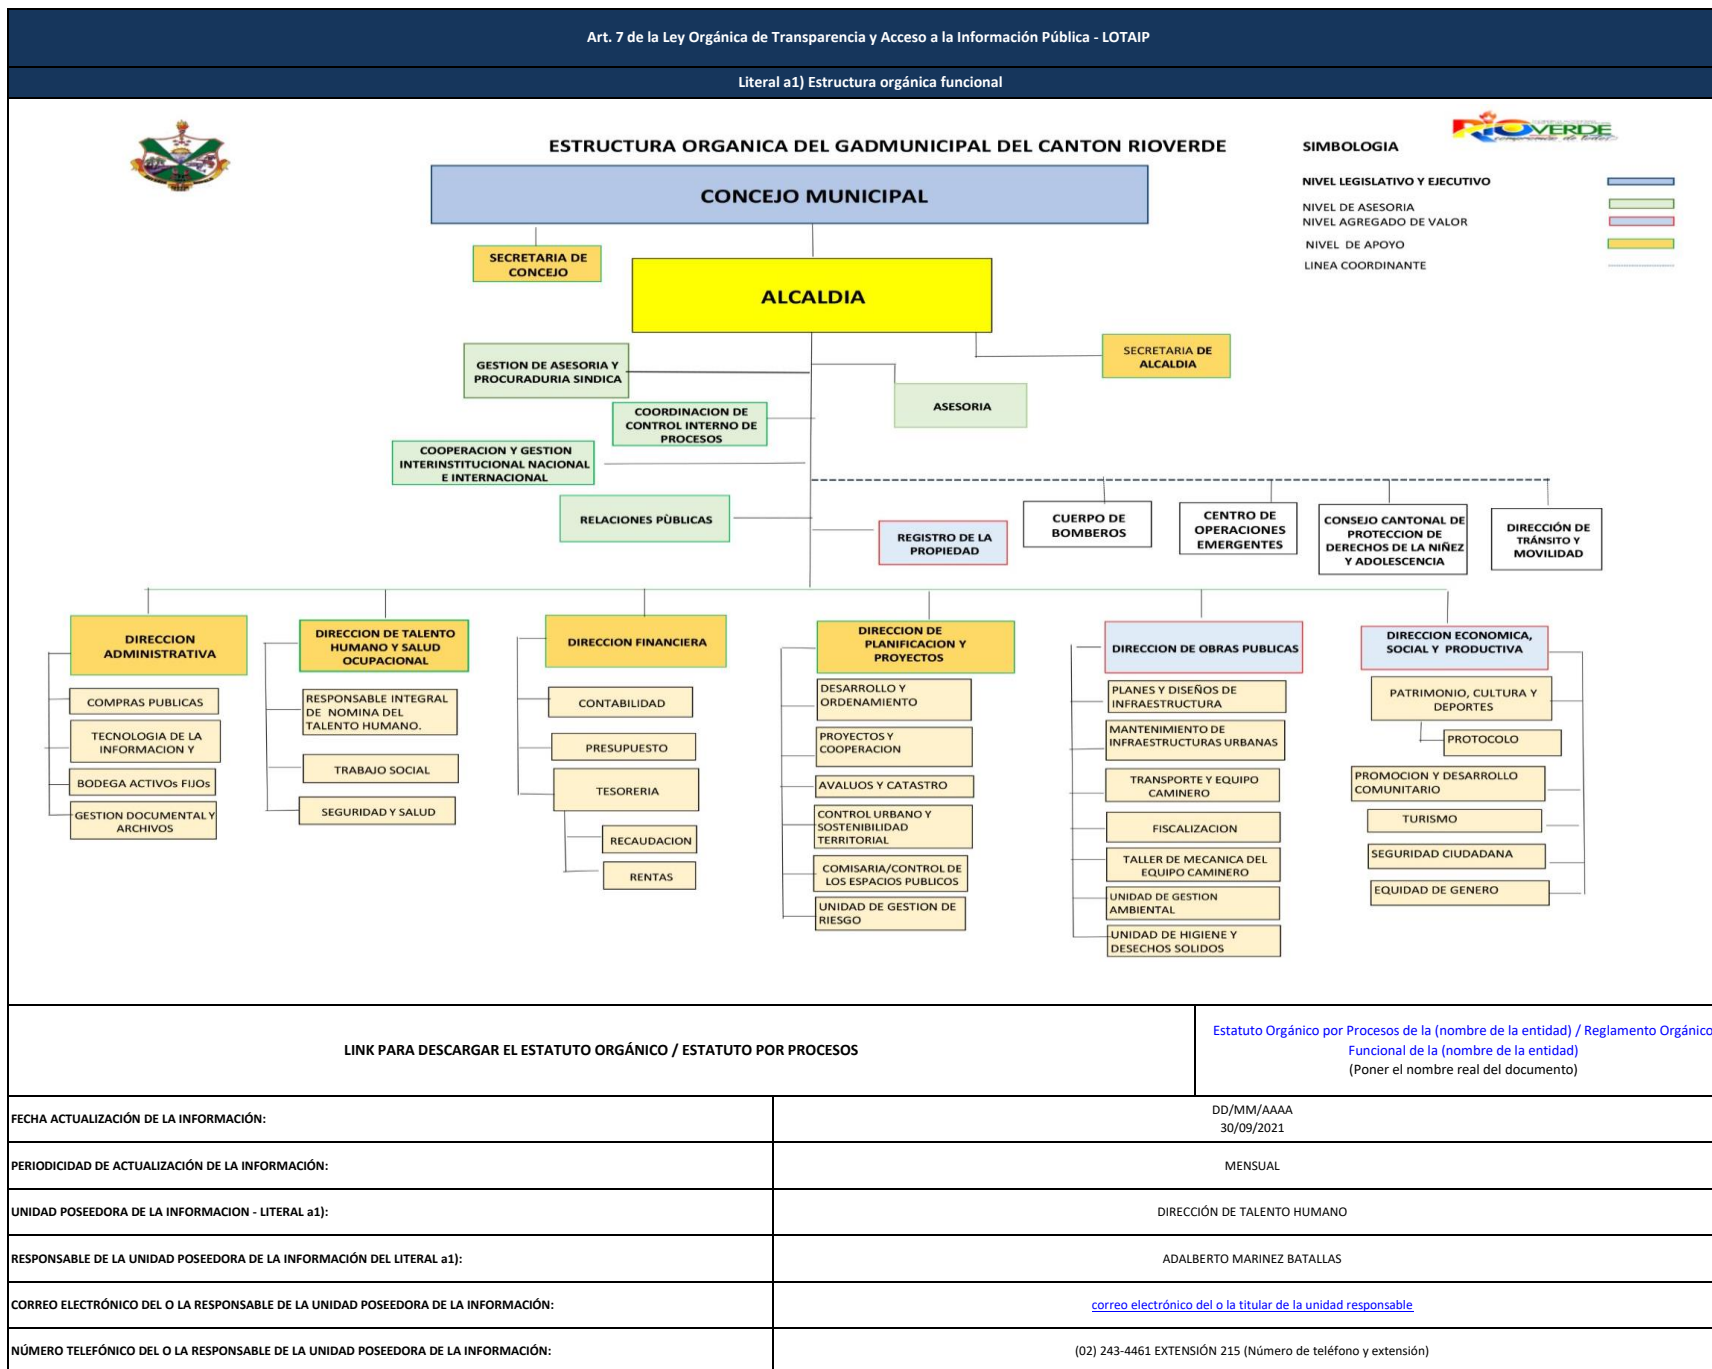 Art. 7 de la Ley Orgánica de Transparencia y Acceso a la Información Pública - LOTAIP
Literal a1) Estructura orgánica funcional
ESTRUCTURA ORGANICA DEL GADMUNICIPAL DEL CANTON RIOVERDE
RIOVERDE
SIMBOLOGIA
NIVEL LEGISLATIVO Y EJECUTIVO
NIVEL DE ASESORIA
NIVEL AGREGADO DE VALOR
NIVEL DE APOYO
LINEA COORDINANTE
CONCEJO MUNICIPAL
SECRETARIA DE
CONCEJO
ALCALDIA
SECRETARIA DE
ALCALDIA
GESTION DE ASESORIA Y
PROCURADURIA SINDICA
ASESORIA
COORDINACION DE
CONTROL INTERNO DE
PROCESOS
COOPERACION Y GESTION
INTERINSTITUCIONAL NACIONAL
E INTERNACIONAL
RELACIONES PÙBLICAS
REGISTRO DE LA
PROPIEDAD
CUERPO DE
BOMBEROS
CENTRO DE
OPERACIONES
EMERGENTES
CONSEJO CANTONAL DE
PROTECCION DE
DERECHOS DE LA NIÑEZ
Y ADOLESCENCIA
DIRECCIÓN DE
TRÁNSITO Y
MOVILIDAD
DIRECCION
ADMINISTRATIVA
COMPRAS PUBLICAS
TECNOLOGIA DE LA
INFORMACION Y
BODEGA ACTIVOs FIJOs
GESTION DOCUMENTAL Y
ARCHIVOS
DIRECCION DE TALENTO
HUMANO Y SALUD
OCUPACIONAL
RESPONSABLE INTEGRAL
DE NOMINA DEL
TALENTO HUMANO.
TRABAJO SOCIAL
SEGURIDAD Y SALUD
DIRECCION FINANCIERA
CONTABILIDAD
PRESUPUESTO
TESORERIA
RECAUDACION
RENTAS
DIRECCION DE
PLANIFICACION Y
PROYECTOS
DESARROLLO Y
ORDENAMIENTO
PROYECTOS Y
COOPERACION
AVALUOS Y CATASTRO
CONTROL URBANO Y
SOSTENIBILIDAD
TERRITORIAL
COMISARIA/CONTROL DE
LOS ESPACIOS PUBLICOS
UNIDAD DE GESTION DE
RIESGO
DIRECCION DE OBRAS PUBLICAS
PLANES Y DISEÑOS DE
INFRAESTRUCTURA
MANTENIMIENTO DE
INFRAESTRUCTURAS URBANAS
TRANSPORTE Y EQUIPO
CAMINERO
FISCALIZACION
TALLER DE MECANICA DEL
EQUIPO CAMINERO
UNIDAD DE GESTION
AMBIENTAL
UNIDAD DE HIGIENE Y
DESECHOS SOLIDOS
DIRECCION ECONOMICA,
SOCIAL Y PRODUCTIVA
PATRIMONIO, CULTURA Y
DEPORTES
PROTOCOLO
PROMOCION Y DESARROLLO
COMUNITARIO
TURISMO
SEGURIDAD CIUDADANA
EQUIDAD DE GENERO
LINK PARA DESCARGAR EL ESTATUTO ORGÁNICO / ESTATUTO POR PROCESOS
Estatuto Orgánico por Procesos de la (nombre de la entidad) / Reglamento Orgánico
Funcional de la (nombre de la entidad)
(Poner el nombre real del documento)
FECHA ACTUALIZACIÓN DE LA INFORMACIÓN:
DD/MM/AAAA
30/09/2021
PERIODICIDAD DE ACTUALIZACIÓN DE LA INFORMACIÓN:
MENSUAL
UNIDAD POSEEDORA DE LA INFORMACION - LITERAL a1):
DIRECCIÓN DE TALENTO HUMANO
RESPONSABLE DE LA UNIDAD POSEEDORA DE LA INFORMACIÓN DEL LITERAL a1):
ADALBERTO MARINEZ BATALLAS
CORREO ELECTRÓNICO DEL O LA RESPONSABLE DE LA UNIDAD POSEEDORA DE LA INFORMACIÓN:
correo electrónico del o la titular de la unidad responsable
NÚMERO TELEFÓNICO DEL O LA RESPONSABLE DE LA UNIDAD POSEEDORA DE LA INFORMACIÓN:
(02) 243-4461 EXTENSIÓN 215 (Número de teléfono y extensión)